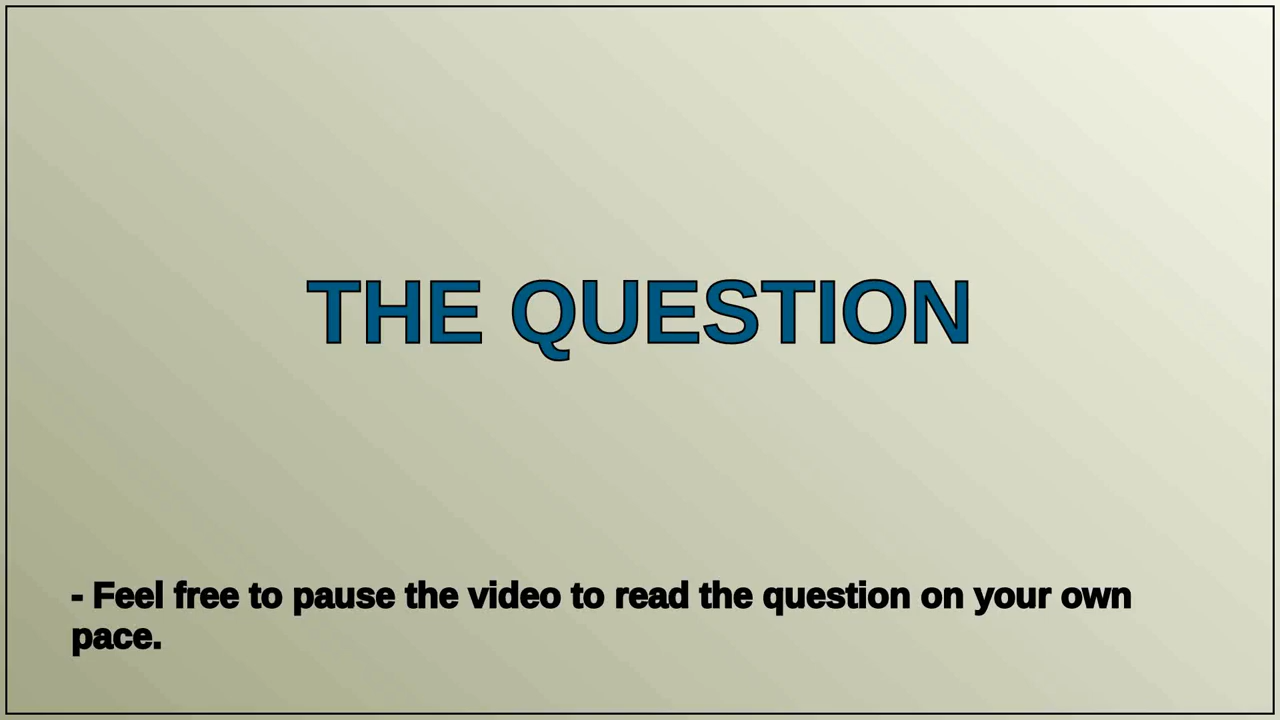 THE QUESTION
- Feel free to pause the video to read the question on your own
pace.